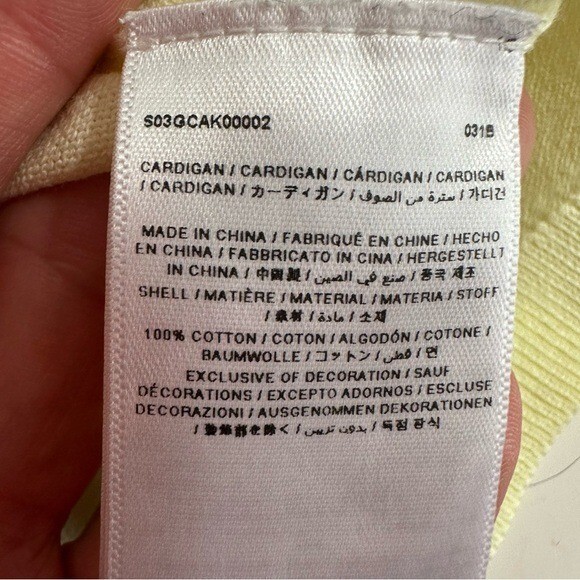 S03GCAK00002 031B
CARDIGAN / CARDIGAN / CÁRDIGAN / CARDIGAN
/ CARDIGAN / カーディガン / سترة من الصوف / 가디건
MADE IN CHINA / FABRIQUÉ EN CHINE / HECHO
EN CHINA / FABBRICATO IN CINA / HERGESTELLT
IN CHINA / 中國製 / صنع في الصين / 중국 제조
SHELL / MATIÈRE / MATERIAL / MATERIA / STOFF
/ 素材 / مادة / 소재
100% COTTON / COTON / ALGODÓN / COTONE /
BAUMWOLLE / コットン / قطن / 면
EXCLUSIVE OF DECORATION / SAUF
DÉCORATIONS / EXCEPTO ADORNOS / ESCLUSE
DECORAZIONI / AUSGENOMMEN DEKORATIONEN
/ 装飾部を除く / بدون تزيين / 장식